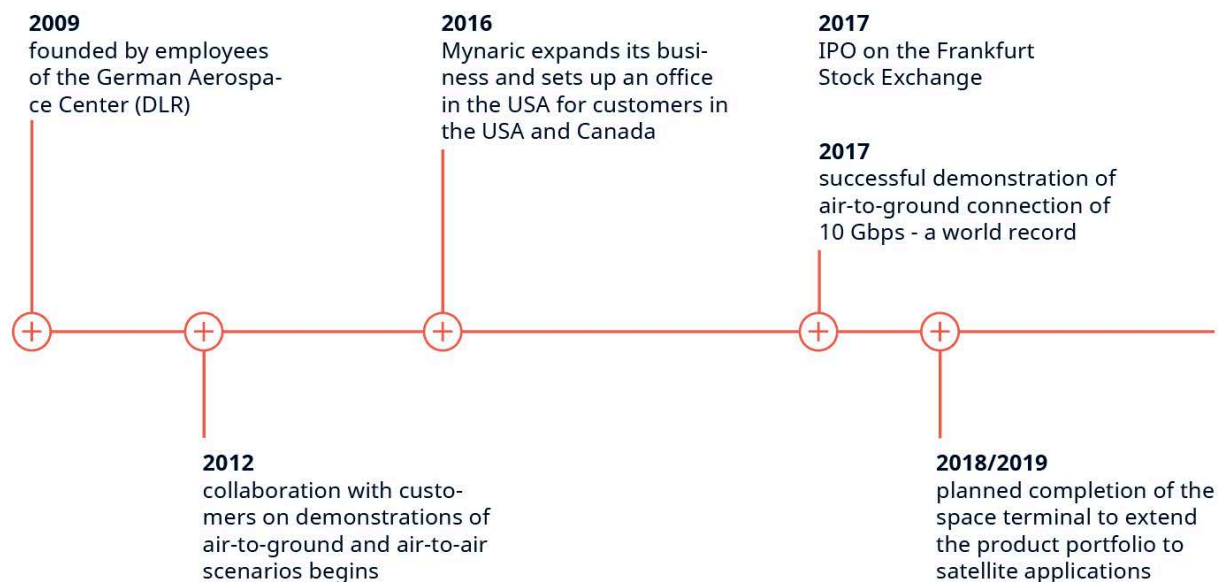 2009
founded by employees
of the German Aerospa-
ce Center (DLR)
2012
collaboration with custo-
mers on demonstrations of
air-to-ground and air-to-air
scenarios begins
2016
Mynaric expands its busi-
ness and sets up an office
in the USA for customers in
the USA and Canada
2017
IPO on the Frankfurt
Stock Exchange
2017
successful demonstration of
air-to-ground connection of
10 Gbps - a world record
2018/2019
planned completion of the
space terminal to extend
the product portfolio to
satellite applications